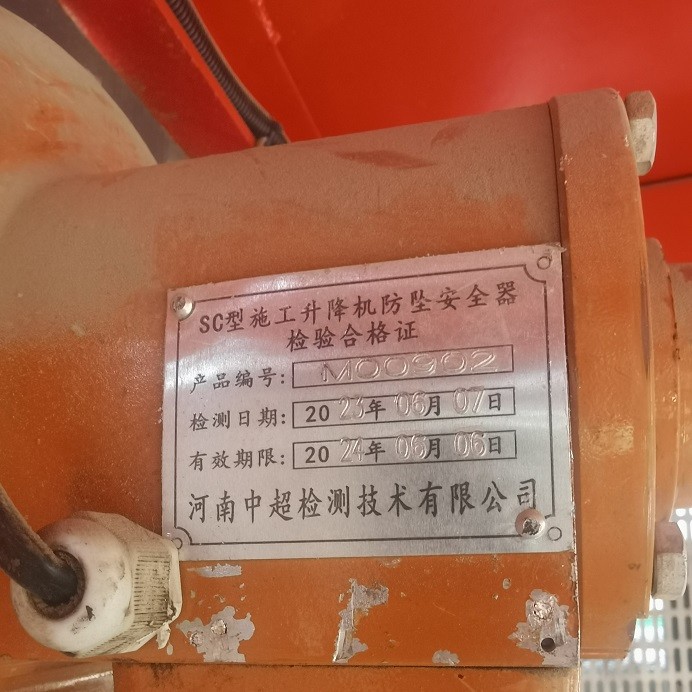 SC型施工升降机防坠安全器
检验合格证
产品编号: M00902
检测日期: 2023年06月07日
有效期限: 2024年06月06日
河南中超检测技术有限公司